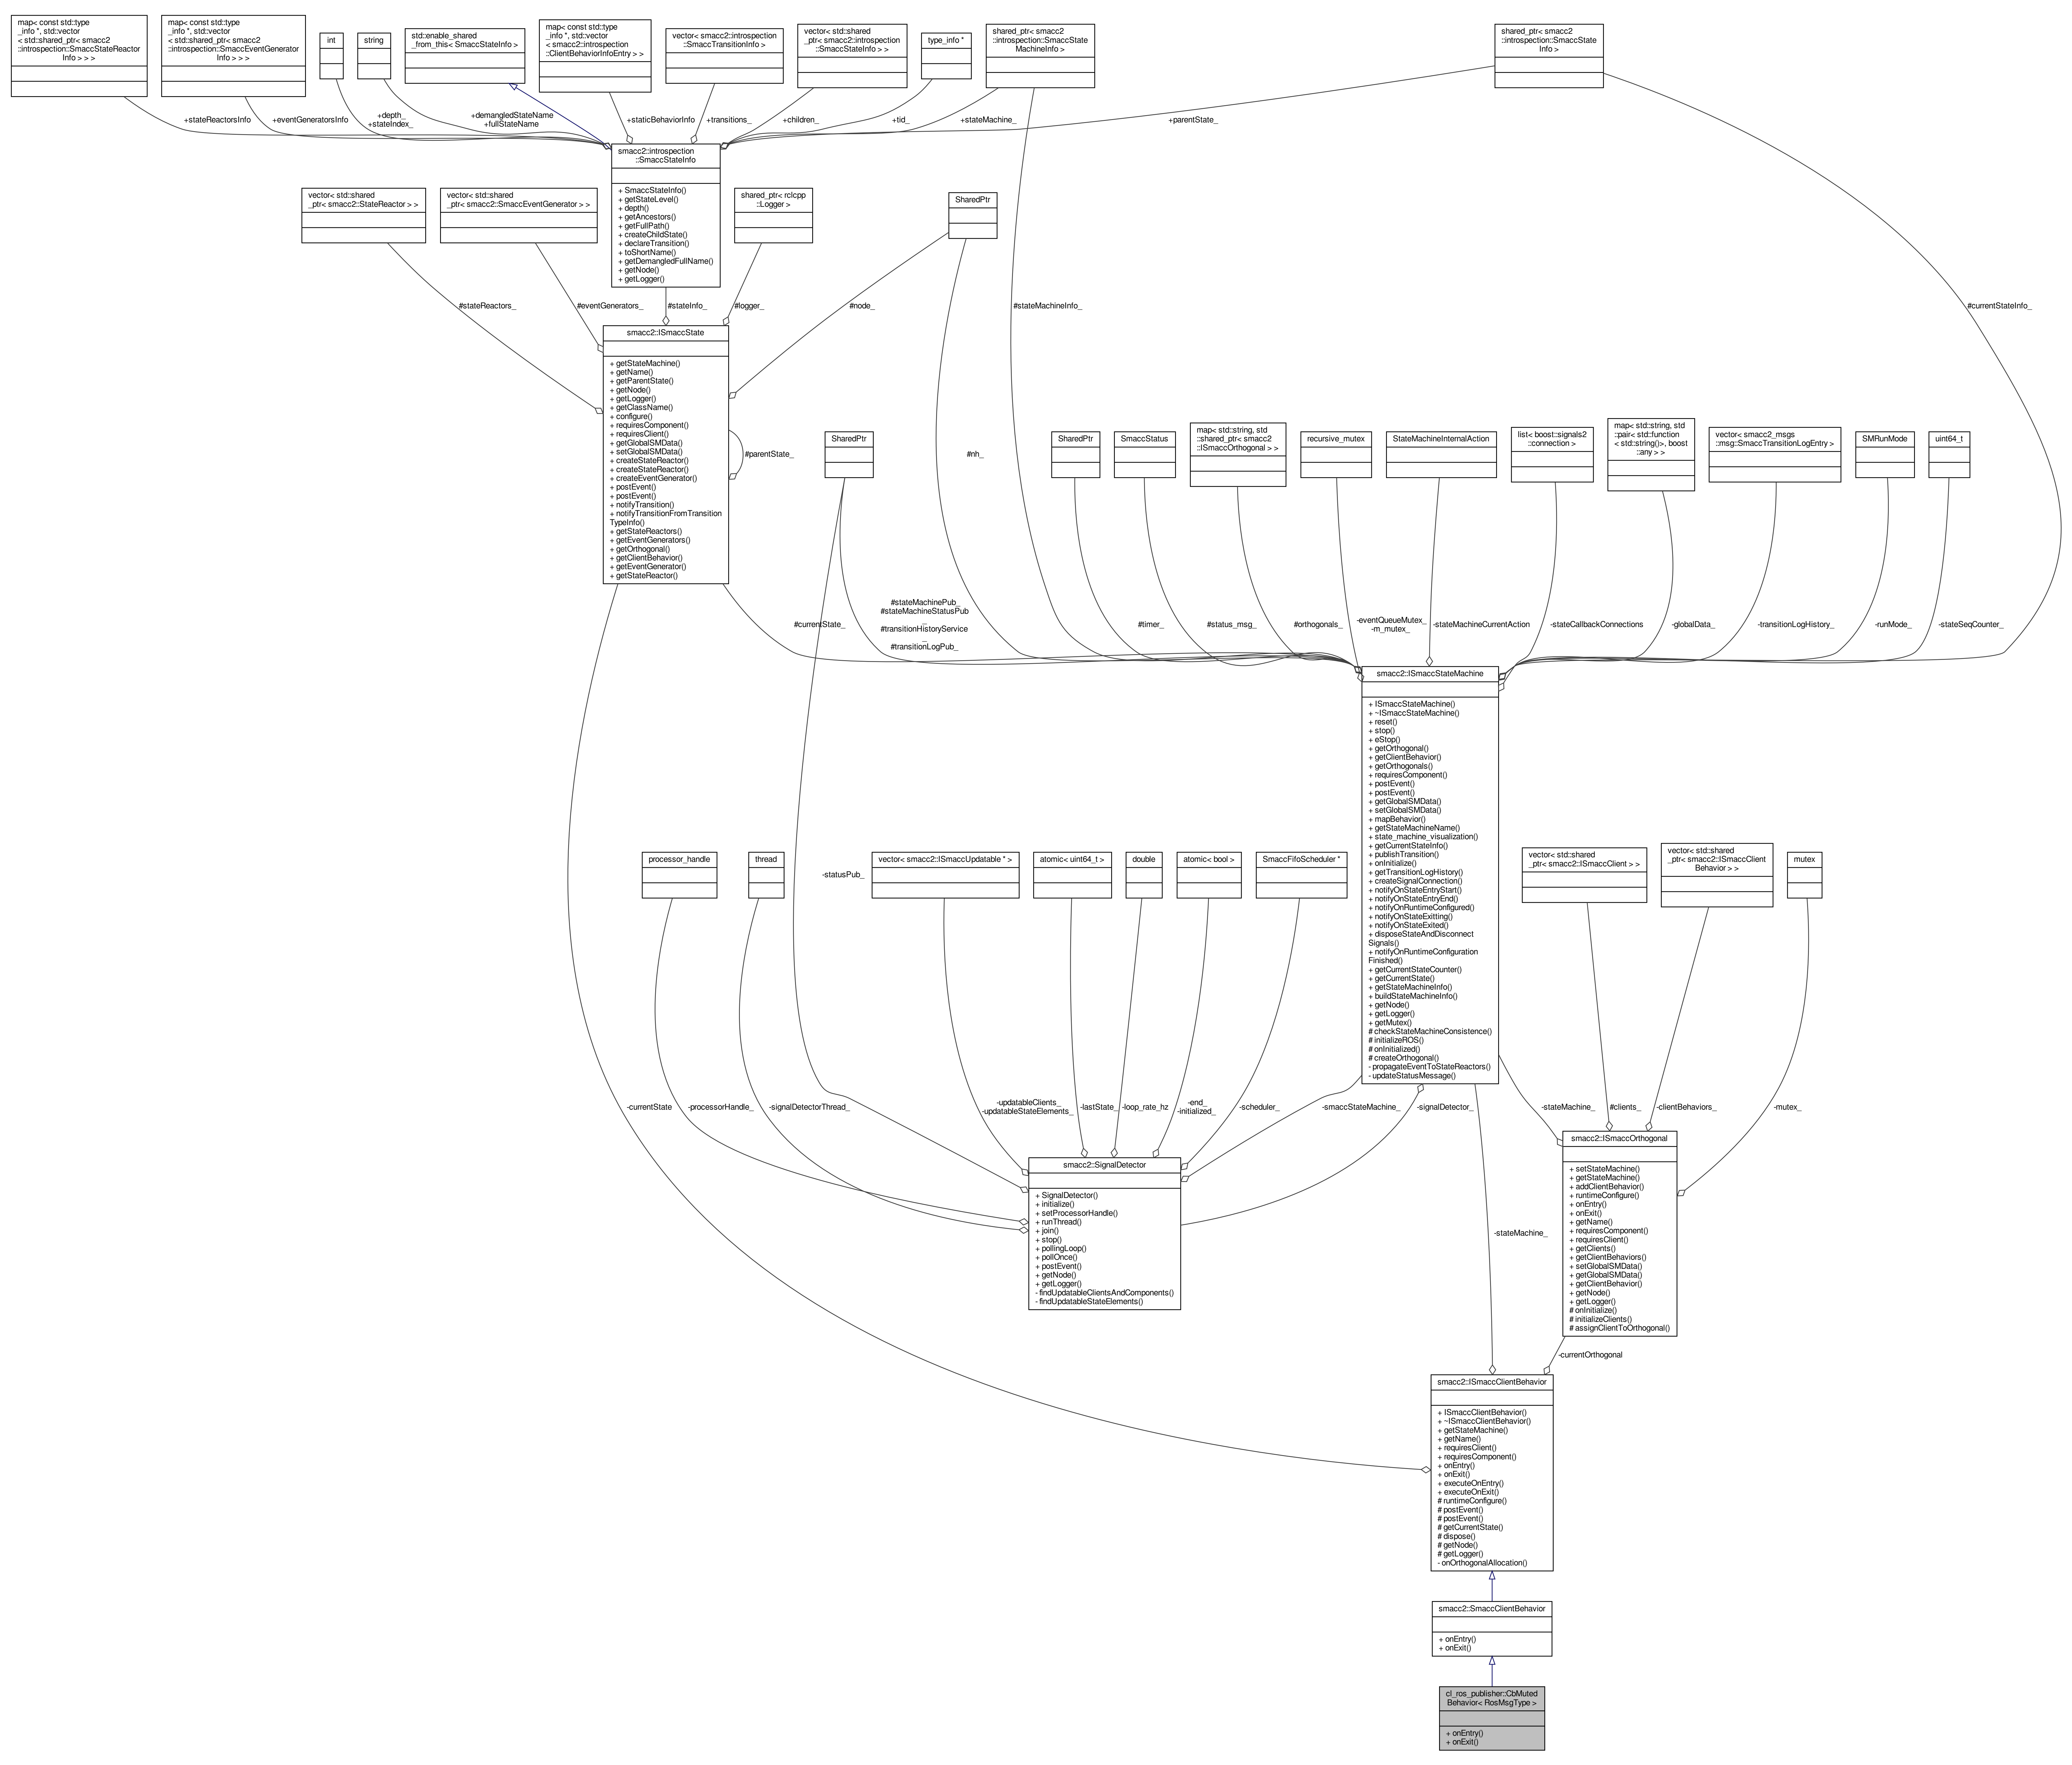 map< const std::type
_info *, std::vector
< std::shared_ptr< smacc2
::introspection::SmaccStateReactor
Info > > >
map< const std::type
_info *, std::vector
< std::shared_ptr< smacc2
::introspection::SmaccEventGenerator
Info > > >
int
string
std::enable_shared
_from_this< SmaccStateInfo >
map< const std::type
_info *, std::vector
< smacc2::introspection
::ClientBehaviorInfoEntry > >
vector< smacc2::introspection
::SmaccTransitionInfo >
vector< std::shared
_ptr< smacc2::introspection
::SmaccStateInfo > >
type_info *
shared_ptr< smacc2
::introspection::SmaccState
MachineInfo >
shared_ptr< smacc2
::introspection::SmaccState
Info >
+stateReactorsInfo
+eventGeneratorsInfo
+depth_
+stateIndex_
+demangledStateName
+fullStateName
+staticBehaviorInfo
+transitions_
+children_
+tid_
+stateMachine_
+parentState_
smacc2::introspection
::SmaccStateInfo
+ SmaccStateInfo()
+ getStateLevel()
+ depth()
+ getAncestors()
+ getFullPath()
+ createChildState()
+ declareTransition()
+ toShortName()
+ getDemangledFullName()
+ getNode()
+ getLogger()
vector< std::shared
_ptr< smacc2::StateReactor > >
vector< std::shared
_ptr< smacc2::SmaccEventGenerator > >
shared_ptr< rclcpp
::Logger >
SharedPtr
#stateReactors_
#eventGenerators_
#stateInfo_
#logger_
#node_
#stateMachineInfo_
#currentStateInfo_
smacc2::ISmaccState
+ getStateMachine()
+ getName()
+ getParentState()
+ getNode()
+ getLogger()
+ getClassName()
+ configure()
+ requiresComponent()
+ requiresClient()
+ getGlobalSMData()
+ setGlobalSMData()
+ createStateReactor()
+ createStateReactor()
+ createEventGenerator()
+ postEvent()
+ postEvent()
+ notifyTransition()
+ notifyTransitionFromTransition
TypeInfo()
+ getStateReactors()
+ getEventGenerators()
+ getOrthogonal()
+ getClientBehavior()
+ getEventGenerator()
+ getStateReactor()
#parentState_
SharedPtr
#nh_
SharedPtr
SmaccStatus
map< std::string, std
::shared_ptr< smacc2
::ISmaccOrthogonal > >
recursive_mutex
StateMachineInternalAction
list< boost::signals2
::connection >
map< std::string, std
::pair< std::function
< std::string()>, boost
::any > >
vector< smacc2_msgs
::msg::SmaccTransitionLogEntry >
SMRunMode
uint64_t
#currentState_
#stateMachinePub_
#stateMachineStatusPub
_
#transitionHistoryService
_
#transitionLogPub_
#timer_
#status_msg_
#orthogonals_
-eventQueueMutex_
-m_mutex_
-stateMachineCurrentAction
-stateCallbackConnections
-globalData_
-transitionLogHistory_
-runMode_
-stateSeqCounter_
smacc2::ISmaccStateMachine
+ ISmaccStateMachine()
+ ~ISmaccStateMachine()
+ reset()
+ stop()
+ eStop()
+ getOrthogonal()
+ getClientBehavior()
+ getOrthogonals()
+ requiresComponent()
+ postEvent()
+ postEvent()
+ getGlobalSMData()
+ setGlobalSMData()
+ mapBehavior()
+ getStateMachineName()
+ state_machine_visualization()
+ getCurrentStateInfo()
+ publishTransition()
+ onInitialize()
+ getTransitionLogHistory()
+ createSignalConnection()
+ notifyOnStateEntryStart()
+ notifyOnStateEntryEnd()
+ notifyOnRuntimeConfigured()
+ notifyOnStateExitting()
+ notifyOnStateExited()
+ disposeStateAndDisconnect
Signals()
+ notifyOnRuntimeConfiguration
Finished()
+ getCurrentStateCounter()
+ getCurrentState()
+ getStateMachineInfo()
+ buildStateMachineInfo()
+ getNode()
+ getLogger()
+ getMutex()
# checkStateMachineConsistence()
# initializeROS()
# onInitialized()
# createOrthogonal()
- propagateEventToStateReactors()
- updateStatusMessage()
processor_handle
thread
-statusPub_
vector< smacc2::ISmaccUpdatable * >
atomic< uint64_t >
double
atomic< bool >
SmaccFifoScheduler *
vector< std::shared
_ptr< smacc2::ISmaccClient > >
vector< std::shared
_ptr< smacc2::ISmaccClient
Behavior > >
mutex
-currentState
-processorHandle_
-signalDetectorThread_
-updatableClients_
-updatableStateElements_
-lastState_
-loop_rate_hz
-end_
-initialized_
-scheduler_
-smaccStateMachine_
-signalDetector_
-stateMachine_
#clients_
-clientBehaviors_
-mutex_
smacc2::SignalDetector
+ SignalDetector()
+ initialize()
+ setProcessorHandle()
+ runThread()
+ join()
+ stop()
+ pollingLoop()
+ pollOnce()
+ postEvent()
+ getNode()
+ getLogger()
- findUpdatableClientsAndComponents()
- findUpdatableStateElements()
smacc2::ISmaccOrthogonal
+ setStateMachine()
+ getStateMachine()
+ addClientBehavior()
+ runtimeConfigure()
+ onEntry()
+ onExit()
+ getName()
+ requiresComponent()
+ requiresClient()
+ getClients()
+ getClientBehaviors()
+ setGlobalSMData()
+ getGlobalSMData()
+ getClientBehavior()
+ getNode()
+ getLogger()
# onInitialize()
# initializeClients()
# assignClientToOrthogonal()
-stateMachine_
-currentOrthogonal
smacc2::ISmaccClientBehavior
+ ISmaccClientBehavior()
+ ~ISmaccClientBehavior()
+ getStateMachine()
+ getName()
+ requiresClient()
+ requiresComponent()
+ onEntry()
+ onExit()
+ executeOnEntry()
+ executeOnExit()
# runtimeConfigure()
# postEvent()
# postEvent()
# getCurrentState()
# dispose()
# getNode()
# getLogger()
- onOrthogonalAllocation()
smacc2::SmaccClientBehavior
+ onEntry()
+ onExit()
cl_ros_publisher::CbMuted
Behavior< RosMsgType >
+ onEntry()
+ onExit()